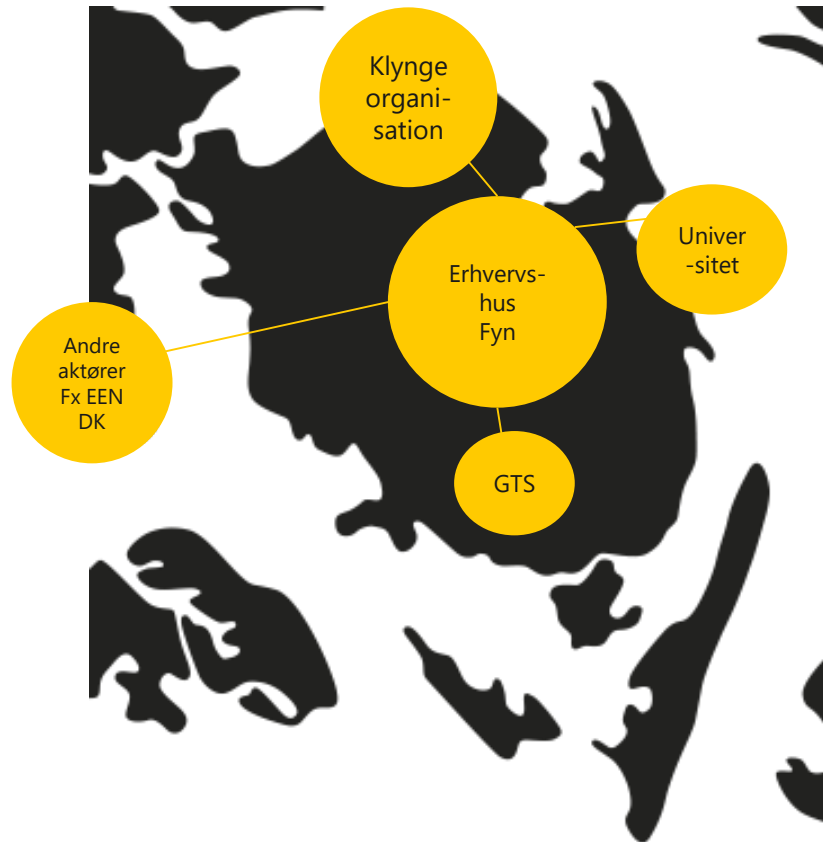 Klynge
organi-
sation
Univer
-sitet
Erhvervs-
hus
Fyn
Andre
aktører
Fx EEN
DK
GTS